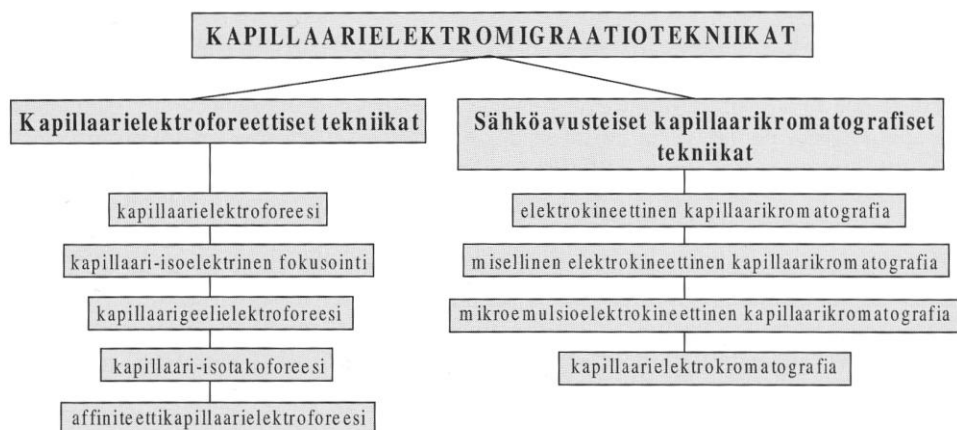 KAPILLAARIELEKTROMIGRAATIOTEKNIIKAT
Kapillaarielektroforeettiset tekniikat
kapillaarielektroforeesi
kapillaari-isoelektrinen fokusointi
kapillaarigeelielektroforeesi
kapillaari-isotakoforeesi
affiniteettikapillaarielektroforeesi
Sähköavusteiset kapillaarikromatografiset
tekniikat
elektrokineettinen kapillaarikromatografia
misellinen elektrokineettinen kapillaarikromatografia
mikroemulsioelektrokineettinen kapillaarikromatografia
kapillaarielektrokromatografia